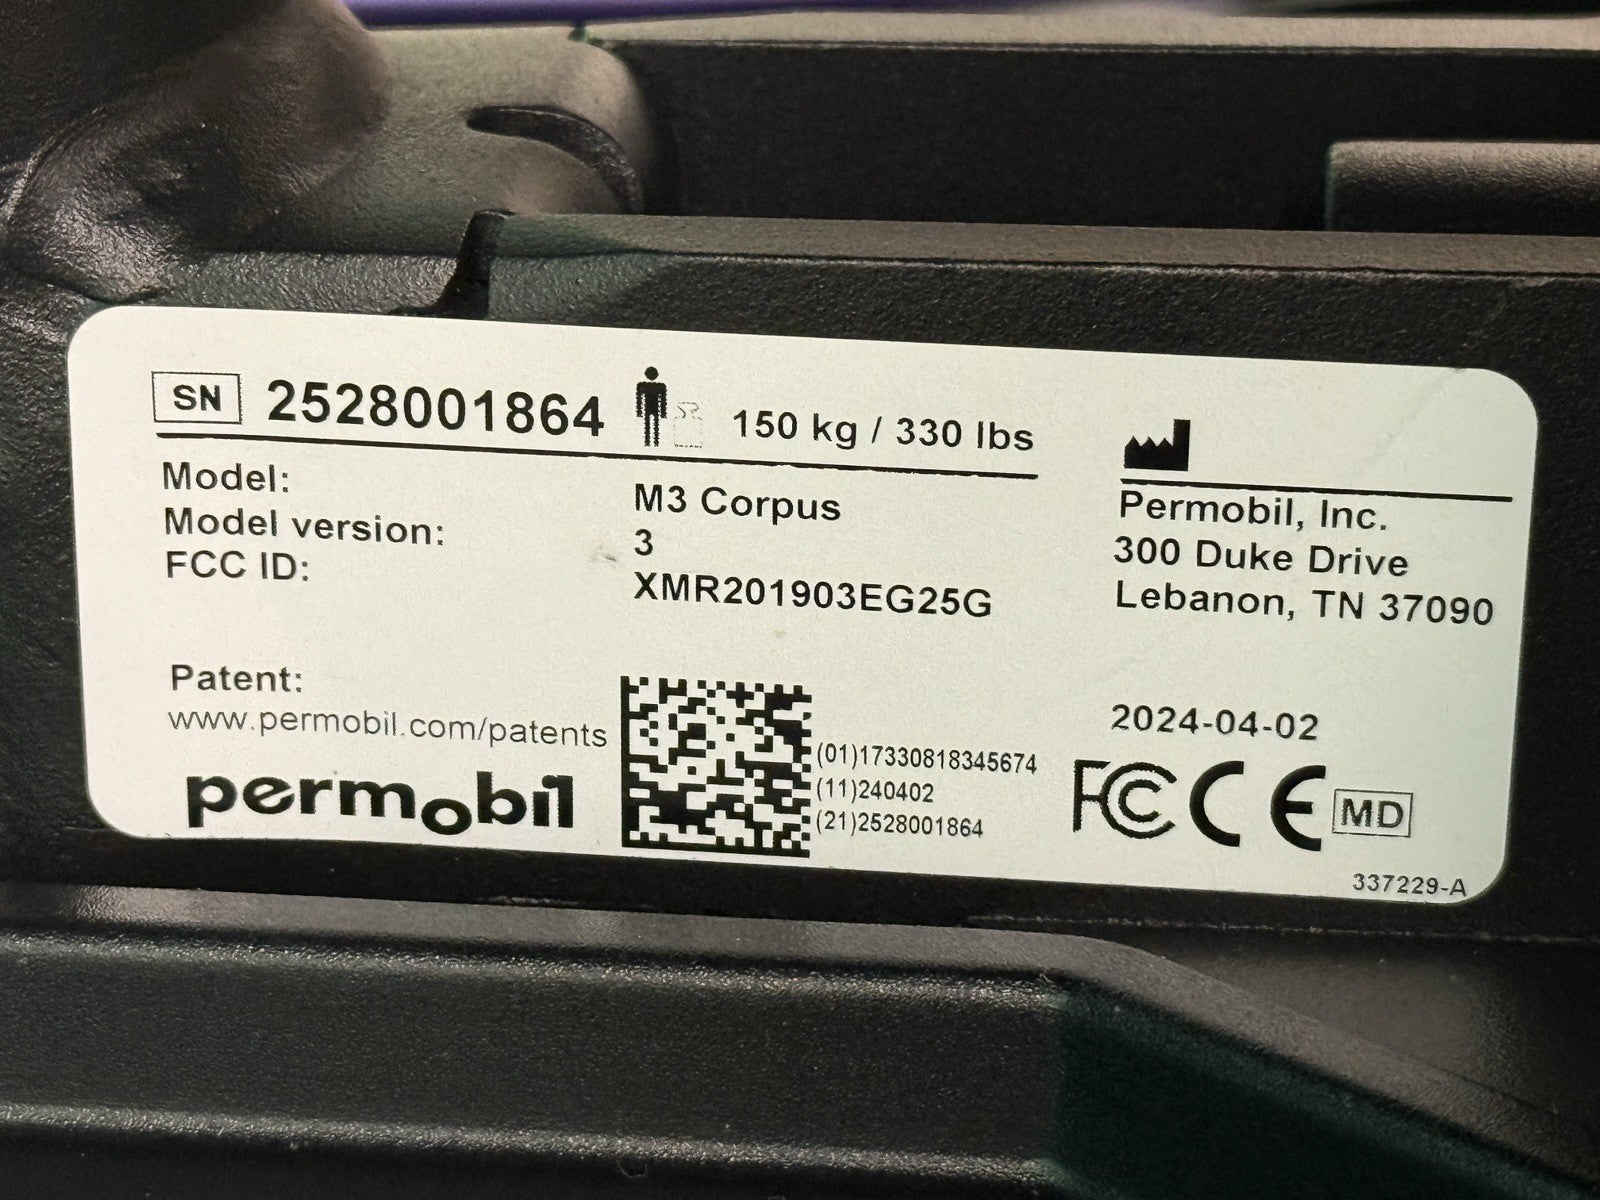 SN 2528001864 150 kg / 330 lbs
Model: M3 Corpus
Model version: 3
FCC ID: XMR201903EG25G
Permobil, Inc.
300 Duke Drive
Lebanon, TN 37090
Patent:
www.permobil.com/patents
permobil
(01)17330818345674
(11)240402
(21)2528001864
2024-04-02
FC CE MD
337229-A